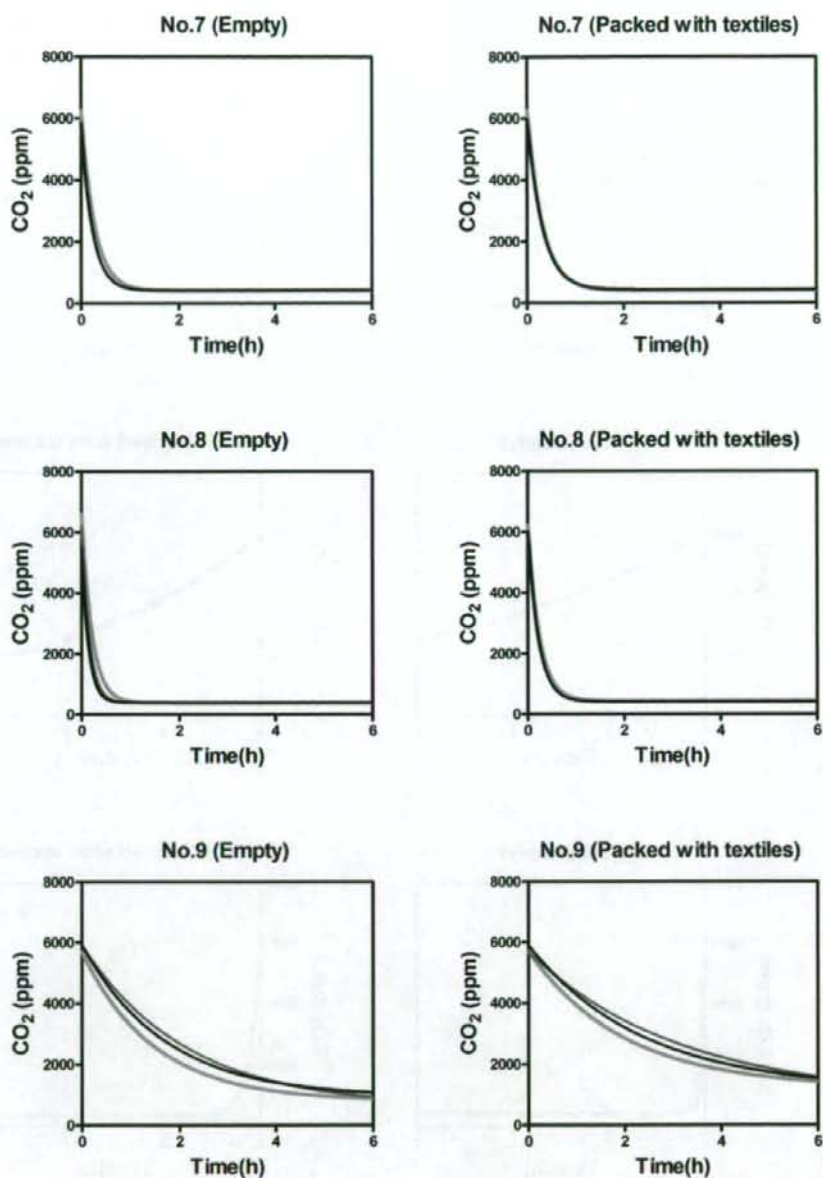 No.7 (Empty)
8000
6000
4000
2000
0
CO2 (ppm)
0 2 4 6
Time(h)
No.7 (Packed with textiles)
8000
6000
4000
2000
0
CO2 (ppm)
0 2 4 6
Time(h)
No.8 (Empty)
8000
6000
4000
2000
0
CO2 (ppm)
0 2 4 6
Time(h)
No.8 (Packed with textiles)
8000
6000
4000
2000
0
CO2 (ppm)
0 2 4 6
Time(h)
No.9 (Empty)
8000
6000
4000
2000
0
CO2 (ppm)
0 2 4 6
Time(h)
No.9 (Packed with textiles)
8000
6000
4000
2000
0
CO2 (ppm)
0 2 4 6
Time(h)